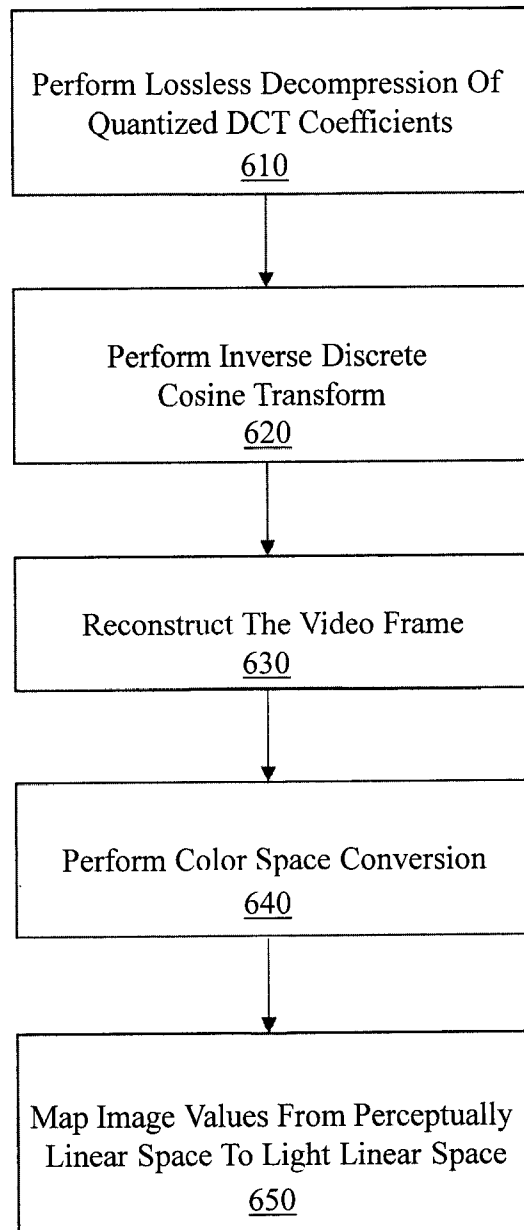 Perform Lossless Decompression Of
Quantized DCT Coefficients
610
Perform Inverse Discrete
Cosine Transform
620
Reconstruct The Video Frame
630
Perform Color Space Conversion
640
Map Image Values From Perceptually
Linear Space To Light Linear Space
650